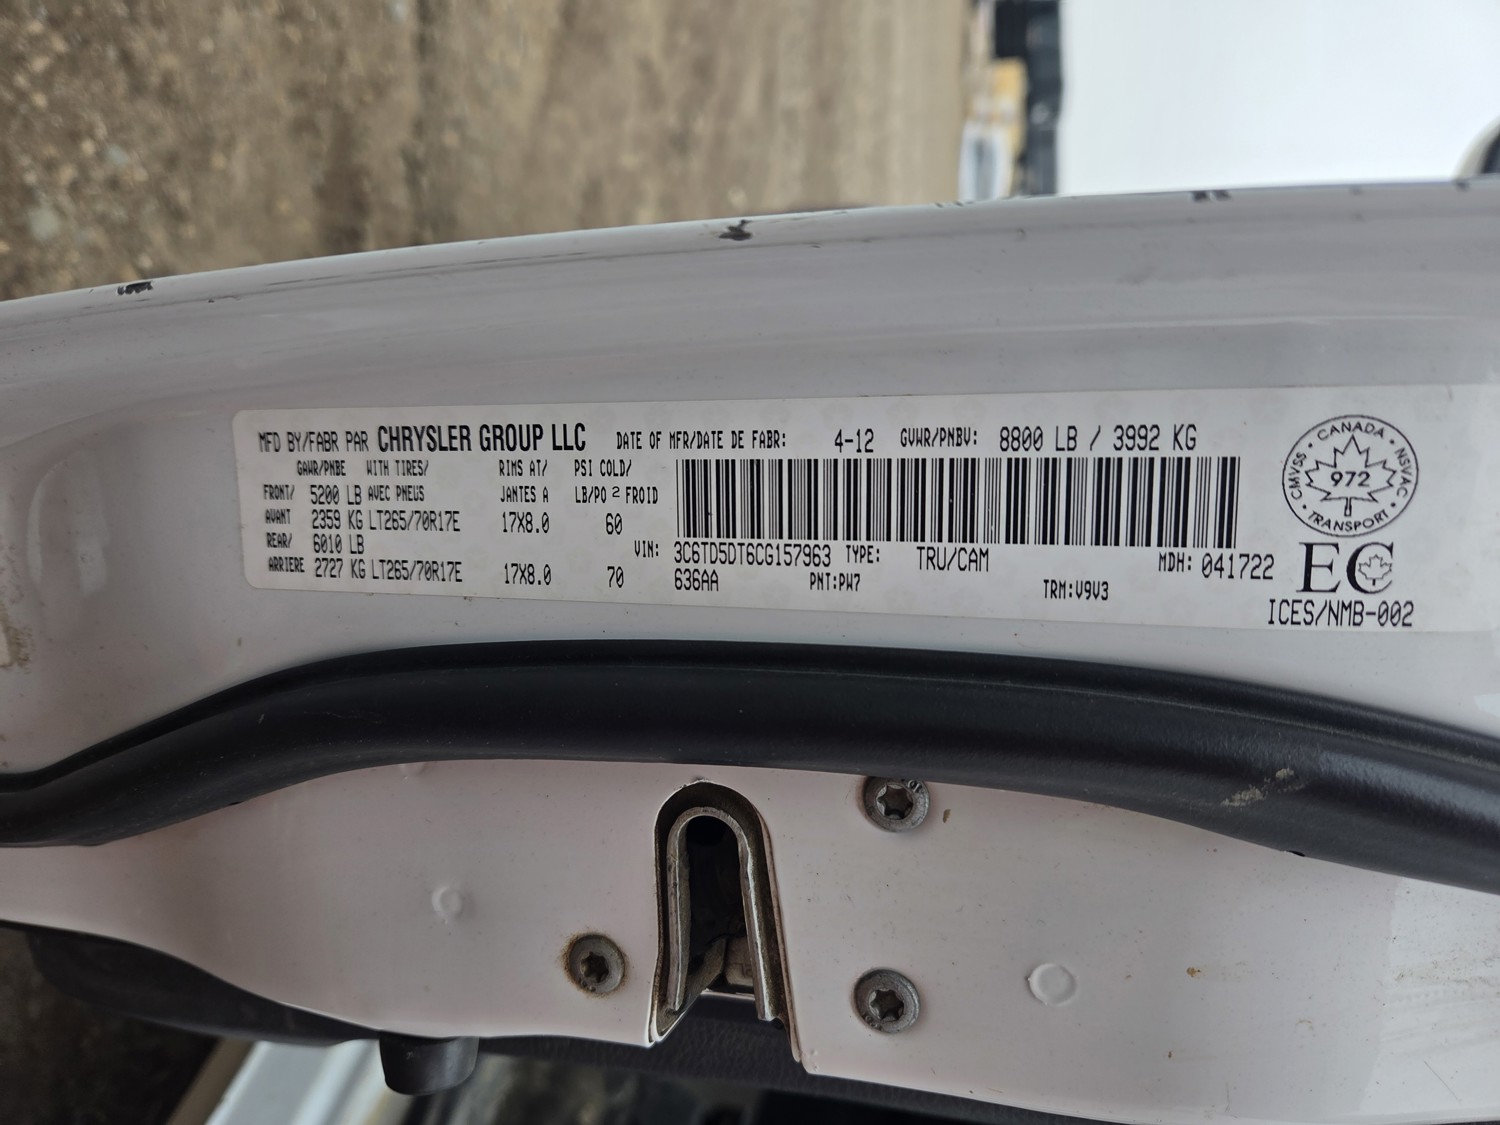 MFD BY/FABR PAR CHRYSLER GROUP LLC DATE OF MFR/DATE DE FABR: 4-12 GVWR/PNBV: 8800 LB / 3992 KG
GAWR/PNBE WITH TIRES/ RIMS AT/ PSI COLD/
FRONT/ 5200 LB AVEC PNEUS JANTES A LB/PO 2 FROID
AVANT 2359 KG LT265/70R17E 17X8.0 60
REAR/ 6010 LB
ARRIERE 2727 KG LT265/70R17E 17X8.0 70
VIN: 3C6TD5DT6CG157963 TYPE: TRU/CAM MDH: 041722
636AA PNT:PW7 TRM:V9V3
CANADA
CMVSS 972 NSVAC
TRANSPORT
EC
ICES/NMB-002